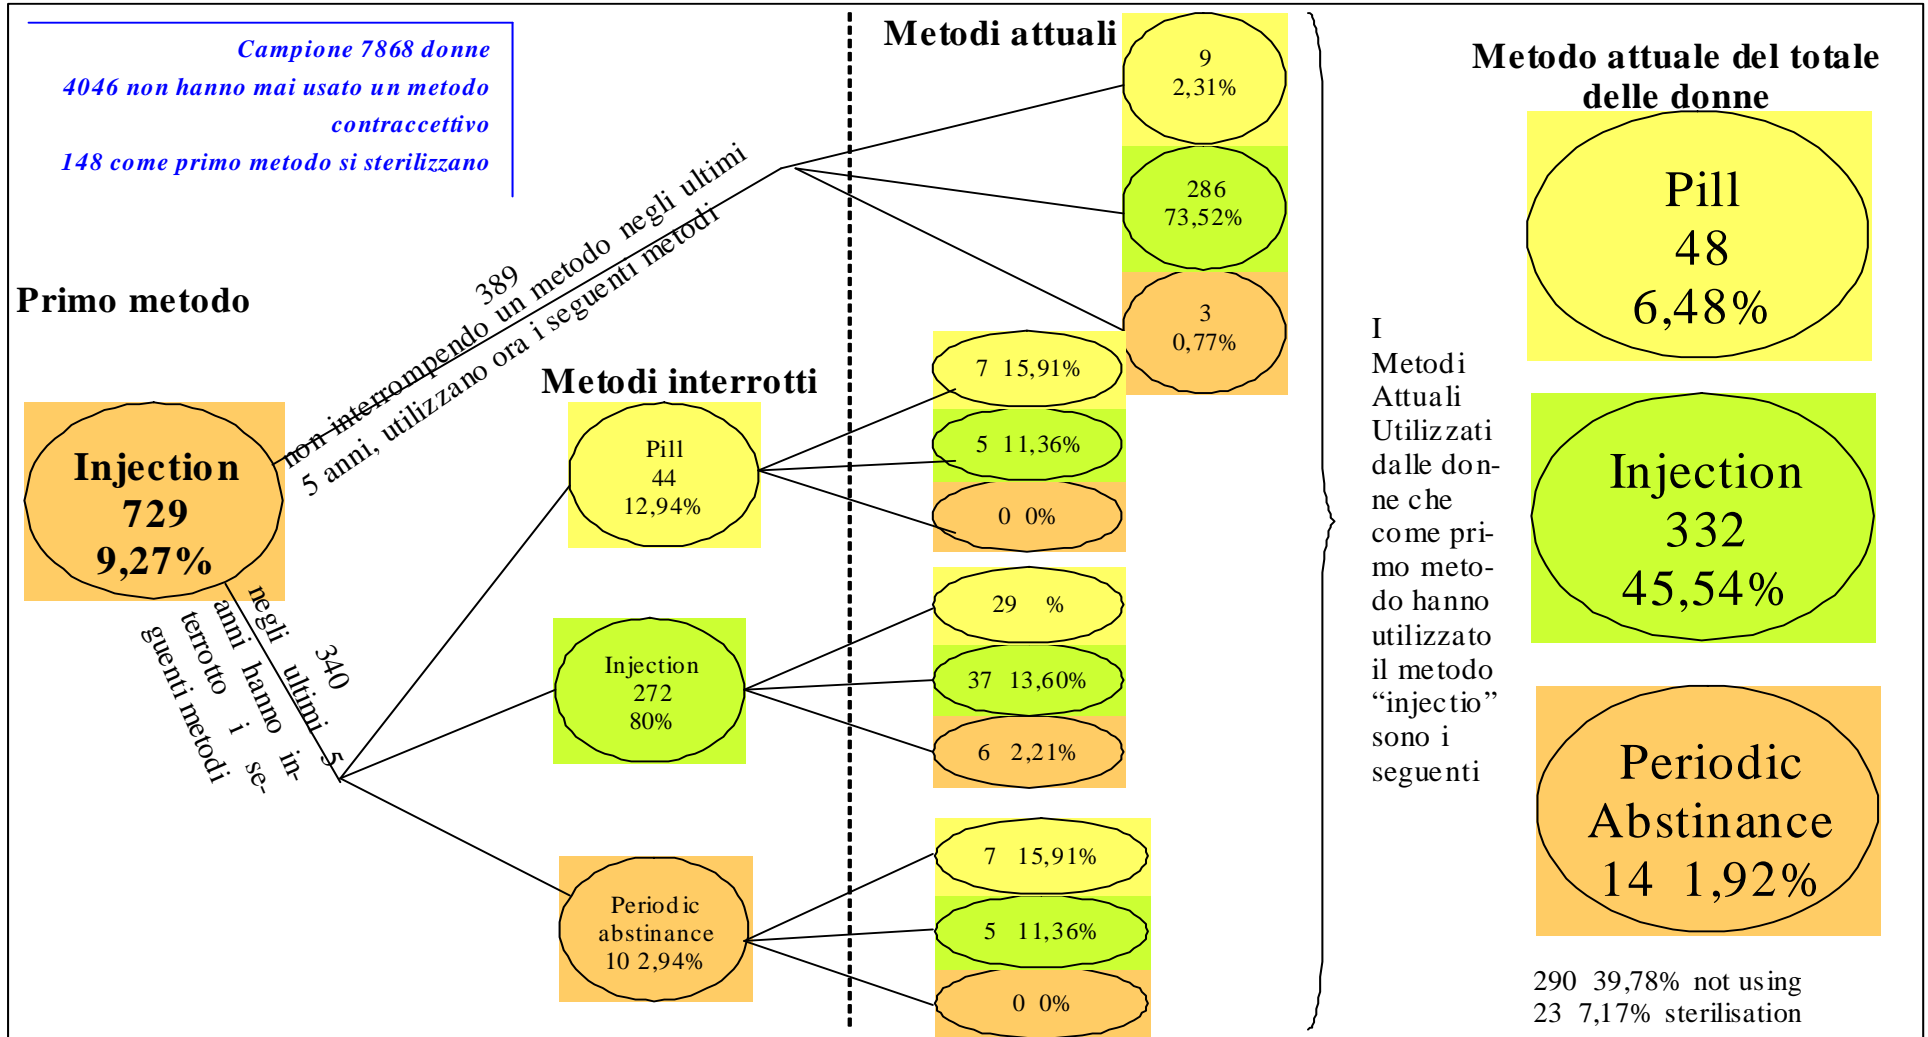 Campione 7868 donne
4046 non hanno mai usato un metodo
contraccettivo
148 come primo metodo si sterilizzano
Primo metodo
Injection
729
9,27%
389
non interrompendo un metodo negli ultimi
5 anni, utilizzano ora i seguenti metodi
340
negli ultimi 5
anni hanno in-
terrotto i se-
guenti metodi
Metodi interrotti
Pill
44
12,94%
Injection
272
80%
Periodic
abstinance
10 2,94%
Metodi attuali
9
2,31%
286
73,52%
3
0,77%
7 15,91%
5 11,36%
0 0%
29 %
37 13,60%
6 2,21%
7 15,91%
5 11,36%
0 0%
I
Metodi
Attuali
Utilizzati
dalle don-
ne che
come pri-
mo meto-
do hanno
utilizzato
il metodo
“injectio”
sono i
seguenti
Metodo attuale del totale
delle donne
Pill
48
6,48%
Injection
332
45,54%
Periodic
Abstinance
14 1,92%
290 39,78% not using
23 7,17% sterilisation